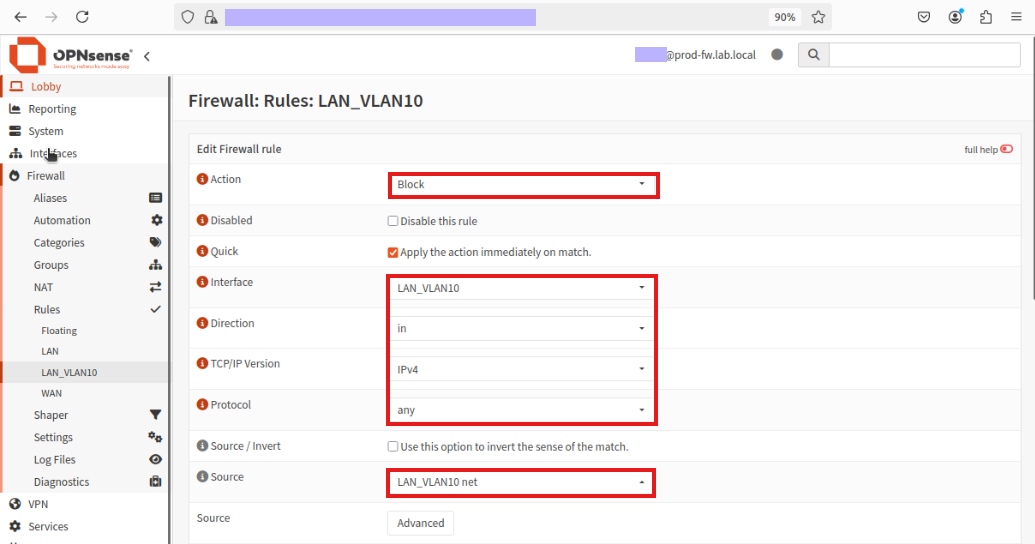 90%
OPNsense®
securing networks made easy
@prod-fw.lab.local
Lobby
Reporting
System
Interfaces
Firewall
Aliases
Automation
Categories
Groups
NAT
Rules
Floating
LAN
LAN_VLAN10
WAN
Shaper
Settings
Log Files
Diagnostics
VPN
Services
Firewall: Rules: LAN_VLAN10
Edit Firewall rule
full help
Action
Block
Disabled
Disable this rule
Quick
Apply the action immediately on match.
Interface
LAN_VLAN10
Direction
in
TCP/IP Version
IPv4
Protocol
any
Source / Invert
Use this option to invert the sense of the match.
Source
LAN_VLAN10 net
Source
Advanced